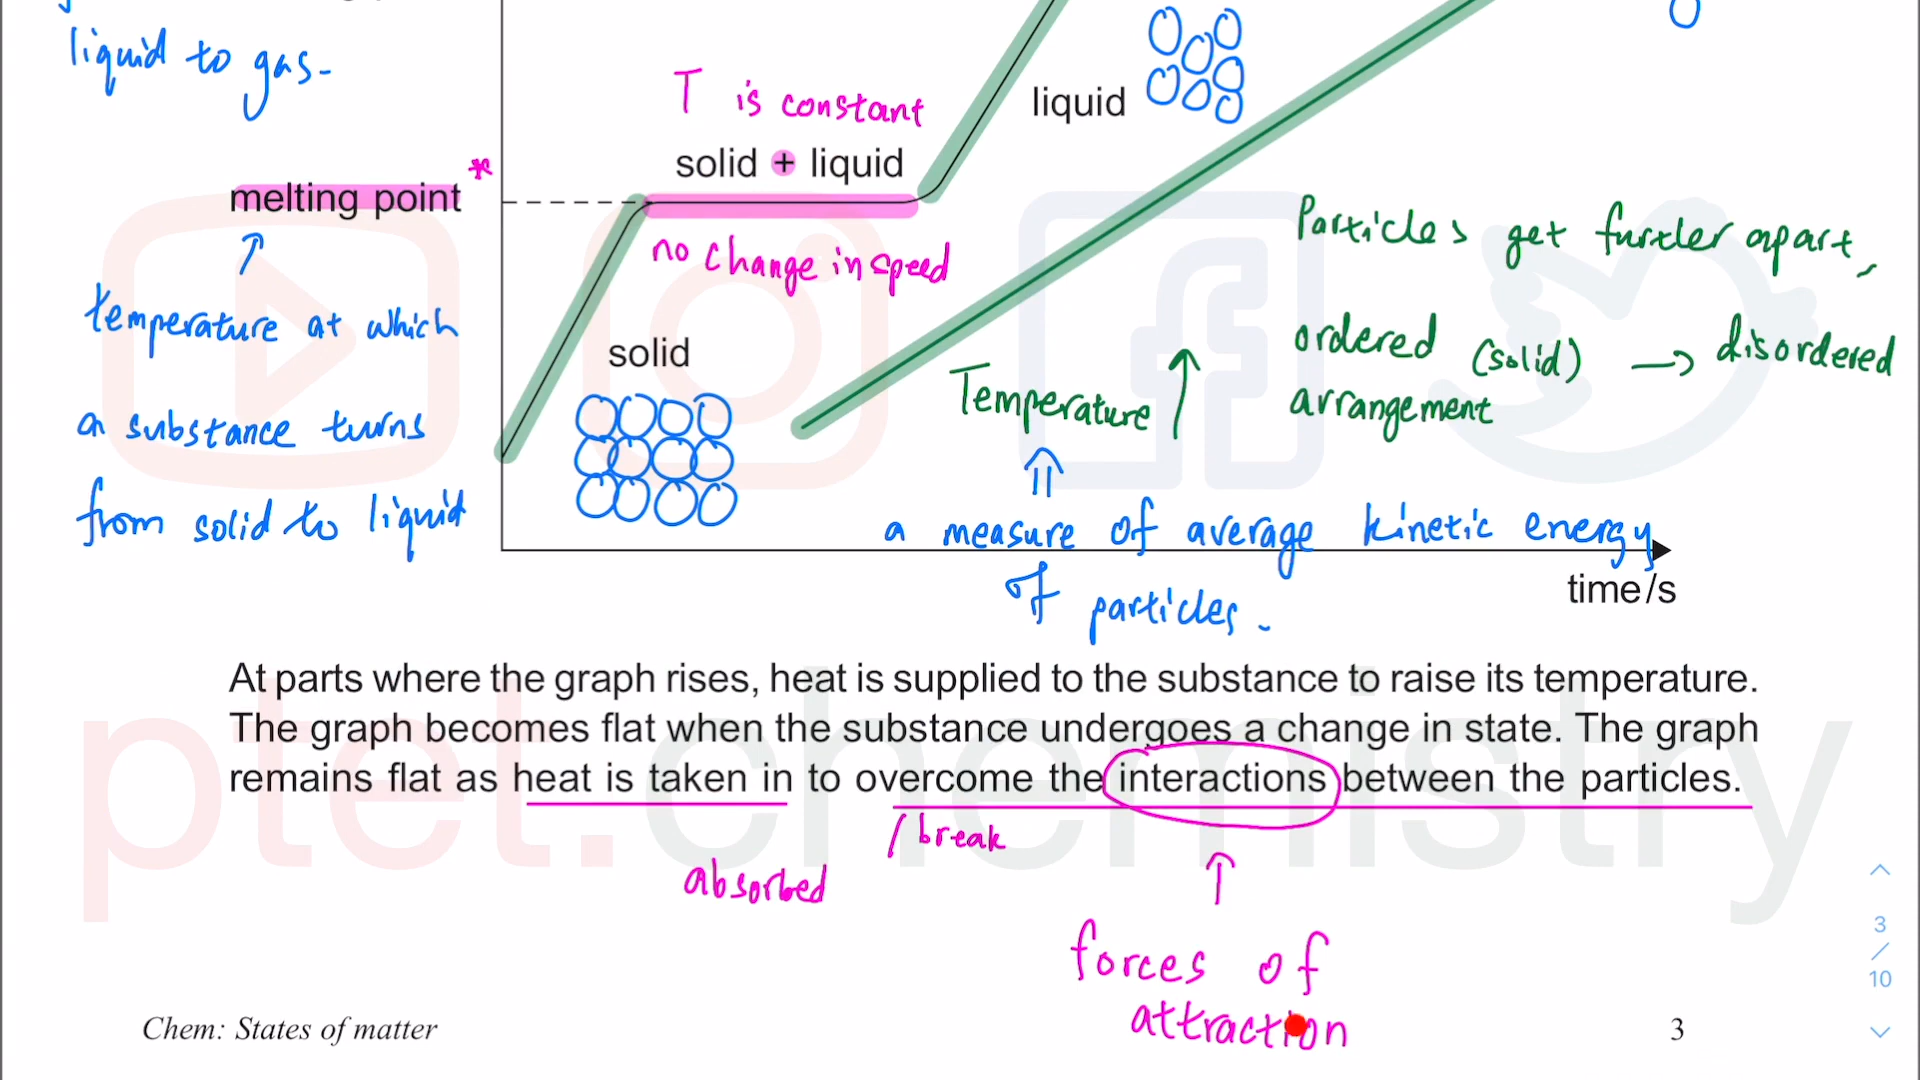 liquid to gas.
T is constant
liquid
solid + liquid
melting point *
no change in speed
Particles get further apart,
temperature at which
solid
ordered (solid) → disordered
Temperature ↑
arrangement
a substance turns
from solid to liquid
a measure of average kinetic energy
of particles.
time/s
At parts where the graph rises, heat is supplied to the substance to raise its temperature.
The graph becomes flat when the substance undergoes a change in state. The graph
remains flat as heat is taken in to overcome the interactions between the particles.
/ break
absorbed
forces of
attraction
3
/
10
Chem: States of matter
3
ptet.chemistry